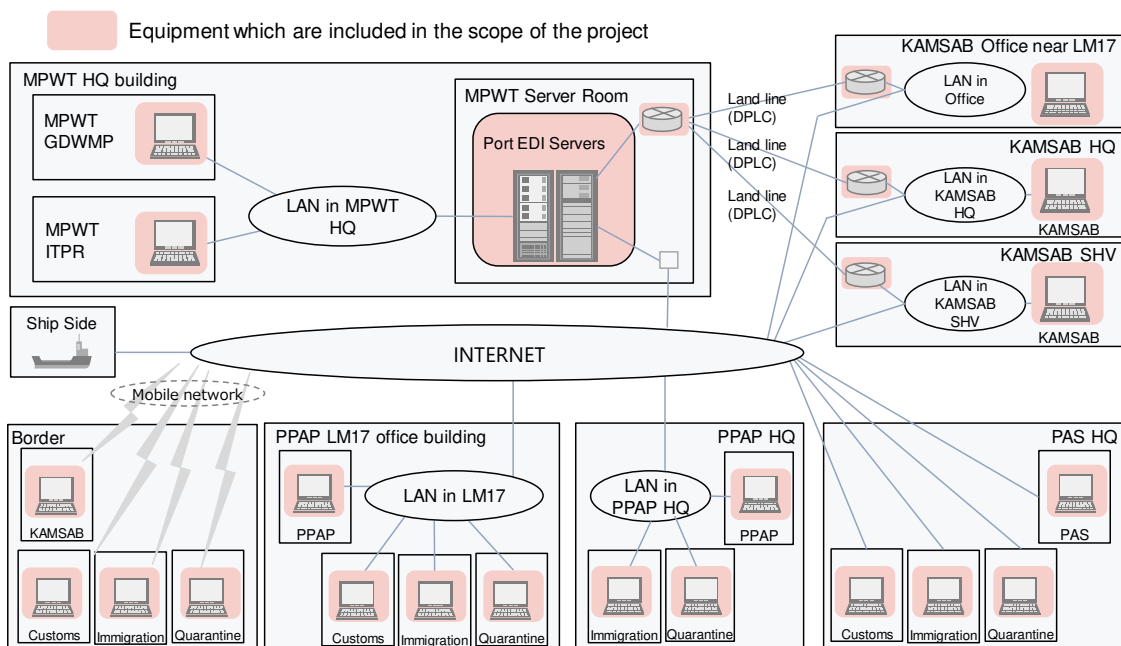 Equipment which are included in the scope of the project
MPWT HQ building
MPWT
GDWMP
MPWT
ITPR
LAN in MPWT
HQ
MPWT Server Room
Port EDI Servers
Land line
(DPLC)
Land line
(DPLC)
Land line
(DPLC)
KAMSAB Office near LM17
LAN in
Office
KAMSAB HQ
LAN in
KAMSAB
HQ
KAMSAB
KAMSAB SHV
LAN in
KAMSAB
SHV
KAMSAB
Ship Side
INTERNET
Mobile network
Border
KAMSAB
Customs
Immigration
Quarantine
PPAP LM17 office building
PPAP
LAN in LM17
Customs
Immigration
Quarantine
PPAP HQ
LAN in
PPAP HQ
PPAP
Immigration
Quarantine
PAS HQ
PAS
Customs
Immigration
Quarantine